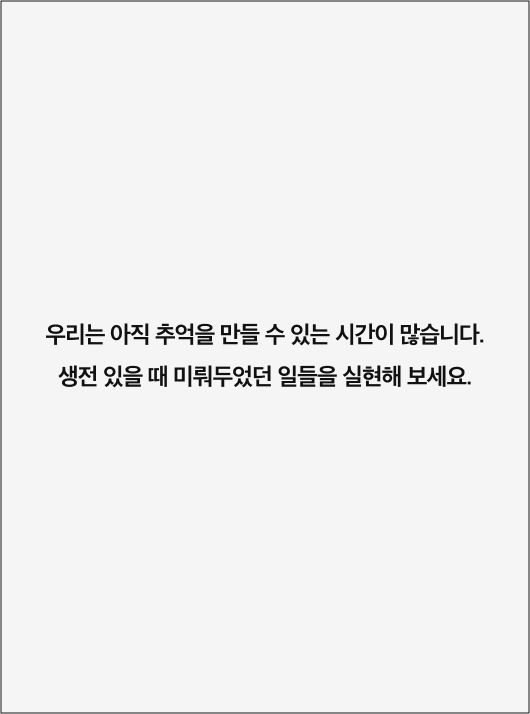 우리는 아직 추억을 만들 수 있는 시간이 많습니다.
생전 있을 때 미뤄두었던 일들을 실현해 보세요.